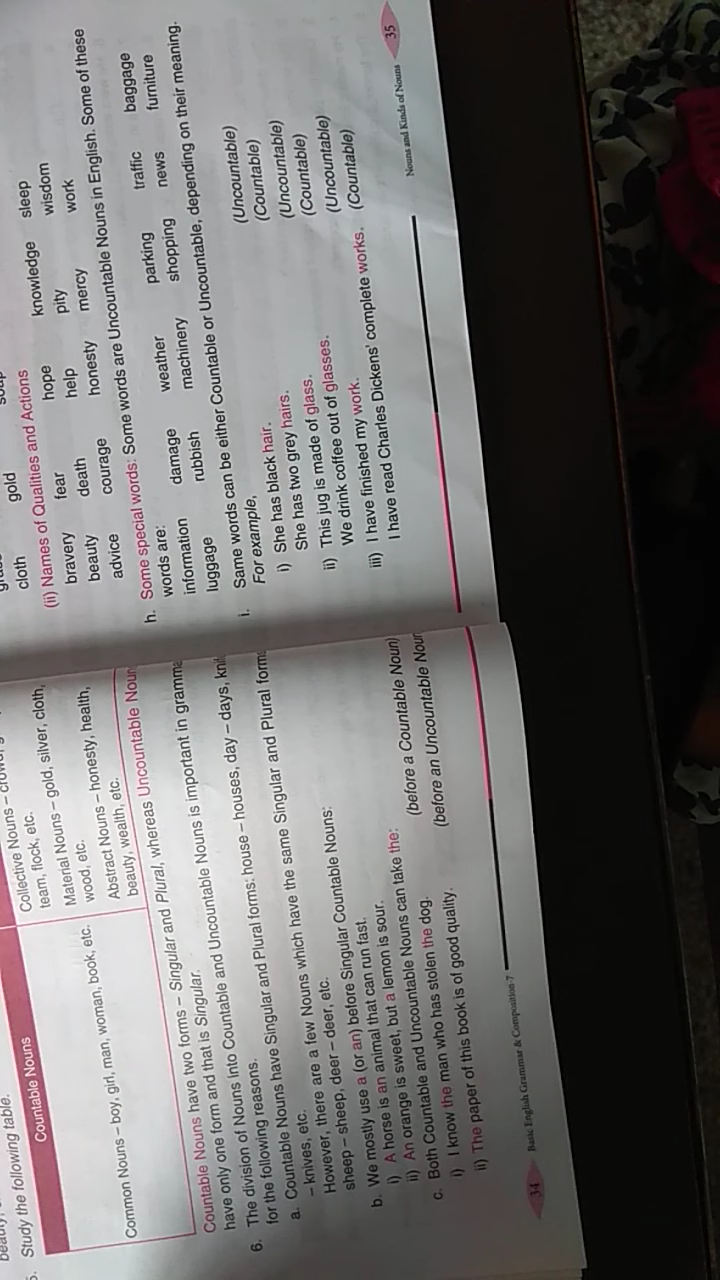 5. Study the following table.
Countable Nouns
Common Nouns – boy, girl, man, woman, book, etc.
Collective Nouns –
team, flock, etc.
Material Nouns – gold, silver, cloth,
wood, etc.
Abstract Nouns – honesty, health,
beauty, wealth, etc.
Countable Nouns have two forms – Singular and Plural, whereas Uncountable
have only one form and that is Singular.
6. The division of Nouns into Countable and Uncountable Nouns is important in
for the following reasons.
a. Countable Nouns have Singular and Plural forms: house – houses, day – days,
– knives, etc.
However, there are a few Nouns which have the same Singular and Plural
sheep – sheep, deer – deer, etc.
b. We mostly use a (or an) before Singular Countable Nouns:
i) A horse is an animal that can run fast.
ii) An orange is sweet, but a lemon is sour.
c. Both Countable and Uncountable Nouns can take the:
i) I know the man who has stolen the dog. (before a Countable Noun)
ii) The paper of this book is of good quality. (before an Uncountable
34 Basic English Grammar & Composition-7
cloth gold
(ii) Names of Qualities and Actions
bravery fear hope knowledge sleep
beauty death help pity wisdom
advice courage honesty mercy work
h. Some special words: Some words are Uncountable Nouns in English. Some of these
words are:
information damage weather parking traffic baggage
luggage rubbish machinery shopping news furniture
i. Same words can be either Countable or Uncountable, depending on their meaning.
For example,
i) She has black hair. (Uncountable)
She has two grey hairs. (Countable)
ii) This jug is made of glass. (Uncountable)
We drink coffee out of glasses. (Countable)
iii) I have finished my work. (Uncountable)
I have read Charles Dickens' complete works. (Countable)
Nouns and Kinds of Nouns 35